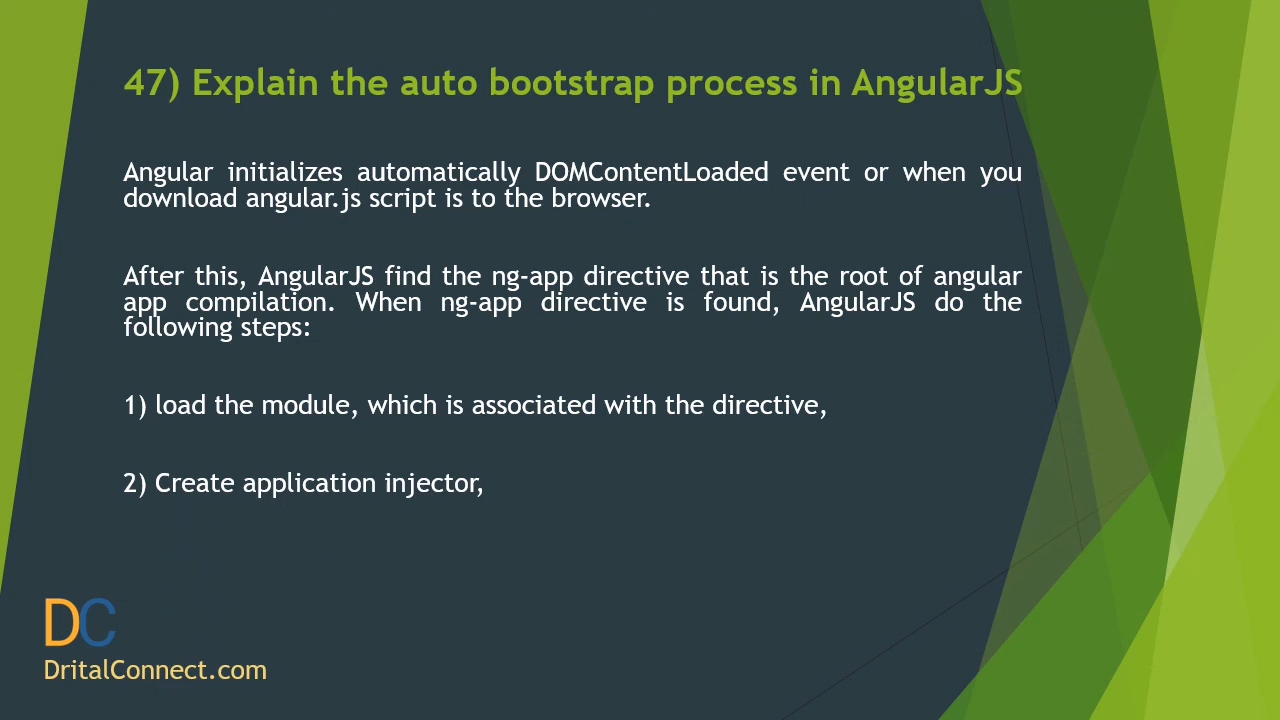 47) Explain the auto bootstrap process in AngularJS
Angular initializes automatically DOMContentLoaded event or when you
download angular.js script is to the browser.
After this, AngularJS find the ng-app directive that is the root of angular
app compilation. When ng-app directive is found, AngularJS do the
following steps:
1) load the module, which is associated with the directive,
2) Create application injector,
DC
DritalConnect.com